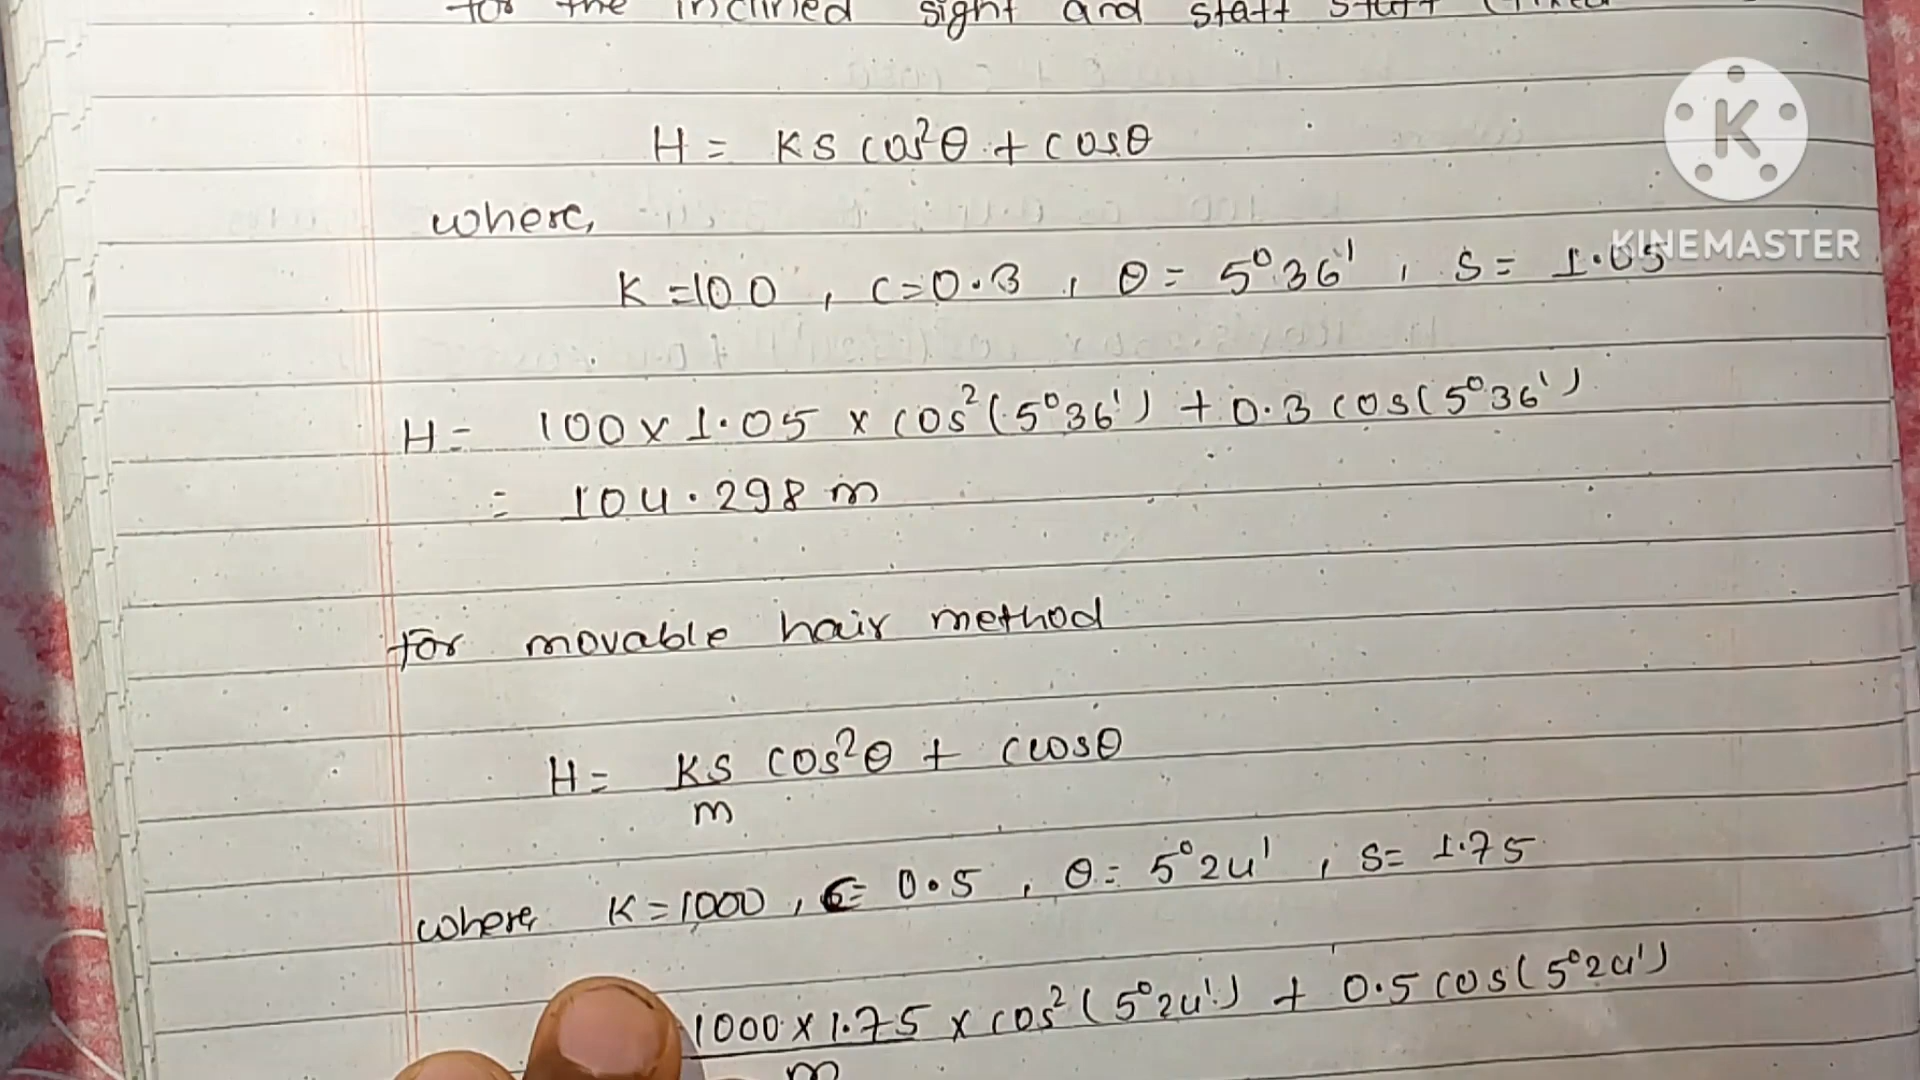 for the inclined sight and staff
H = KS cos²θ + cosθ
where,
K=100, C=0.3, θ= 5°36', S= 1.05
H= 100 x 1.05 x cos²(5°36') + 0.3 cos(5°36')
= 104.298 m
for movable hair method
H= KS/m cos²θ + ccosθ
where, K=1000, C= 0.5, θ= 5°24', S= 1.75
1000 x 1.75 x cos²(5°24') + 0.5 cos(5°24')
m
K
KINEMASTER